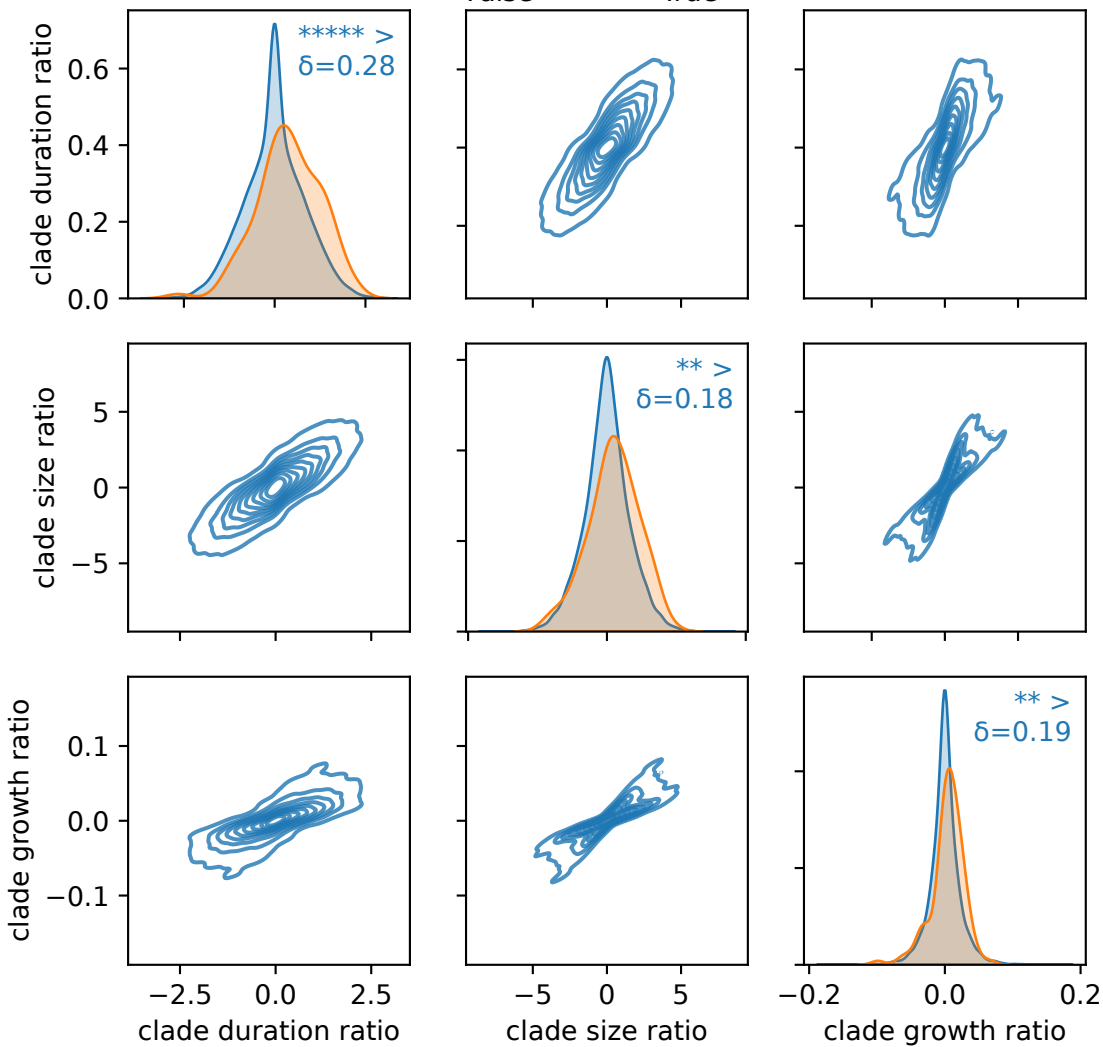 clade duration ratio
0.6
0.4
0.2
0.0
***** >
δ=0.28
clade size ratio
5
0
−5
** >
δ=0.18
clade growth ratio
0.1
0.0
−0.1
** >
δ=0.19
−2.5 0.0 2.5
−5 0 5
−0.2 0.0 0.2
clade duration ratio
clade size ratio
clade growth ratio